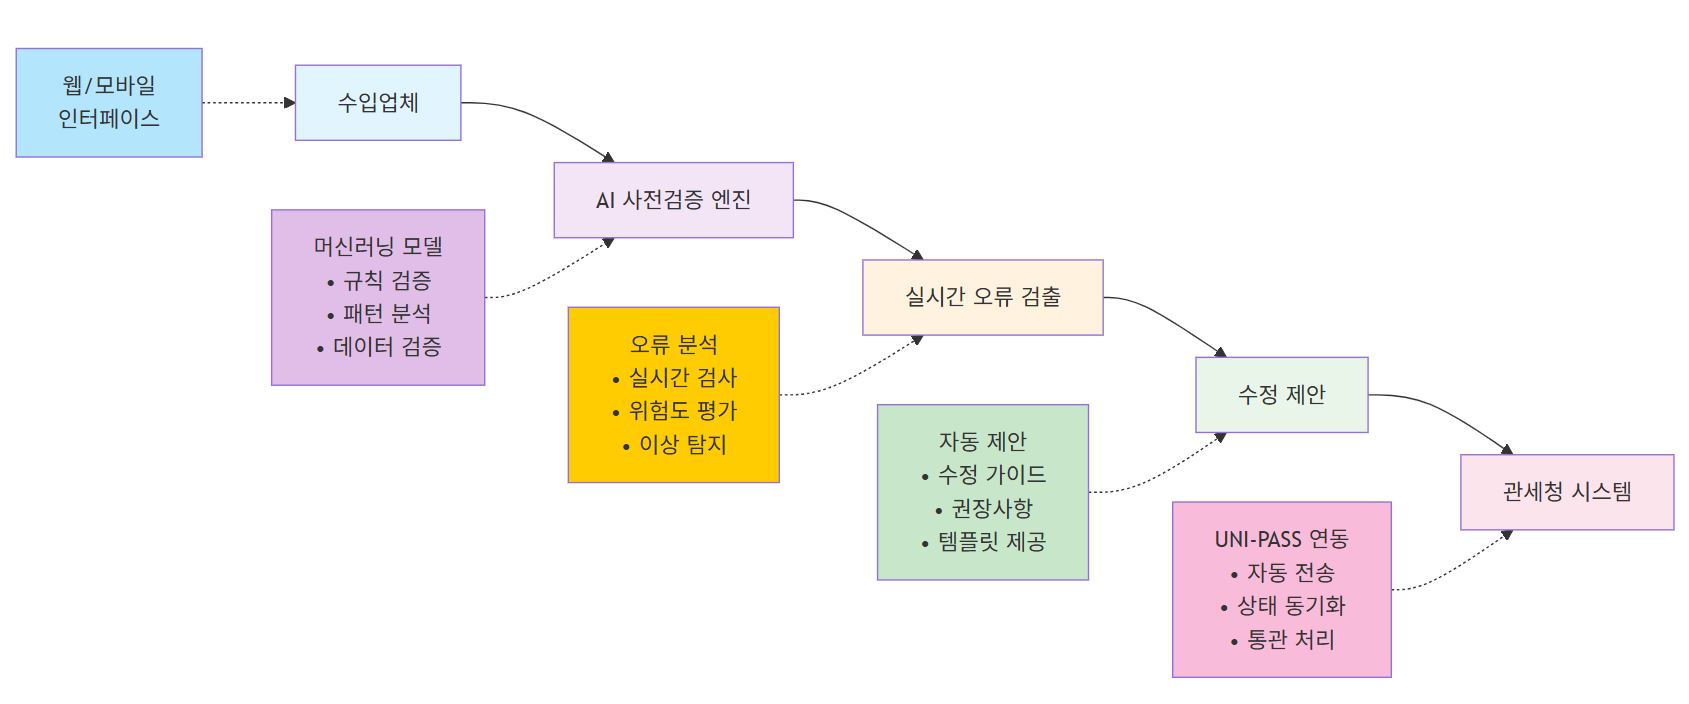 웹/모바일
인터페이스
수입업체
AI 사전검증 엔진
머신러닝 모델
• 규칙 검증
• 패턴 분석
• 데이터 검증
실시간 오류 검출
오류 분석
• 실시간 검사
• 위험도 평가
• 이상 탐지
수정 제안
자동 제안
• 수정 가이드
• 권장사항
• 템플릿 제공
관세청 시스템
UNI-PASS 연동
• 자동 전송
• 상태 동기화
• 통관 처리